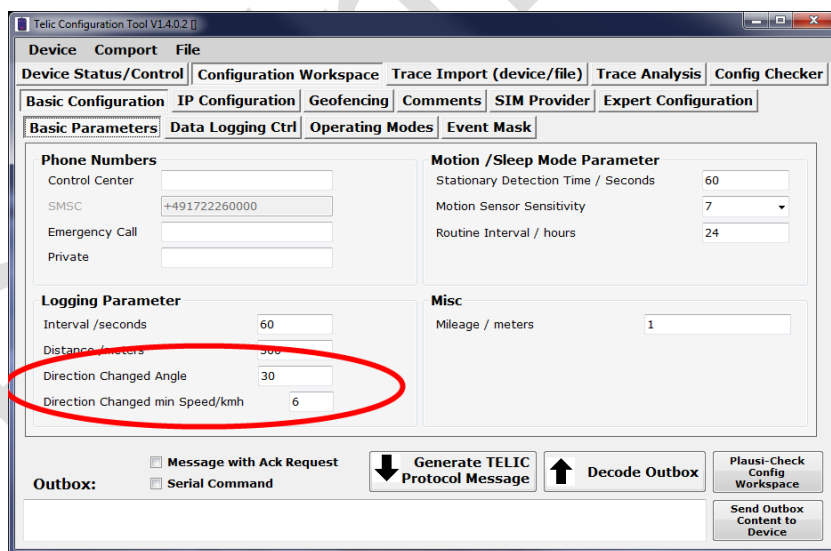 Telic Configuration Tool V1.4.0.2 []
Device Comport File
Device Status/Control Configuration Workspace Trace Import (device/file) Trace Analysis Config Checker
Basic Configuration IP Configuration Geofencing Comments SIM Provider Expert Configuration
Basic Parameters Data Logging Ctrl Operating Modes Event Mask
Phone Numbers
Control Center
SMSC +491722260000
Emergency Call
Private
Motion /Sleep Mode Parameter
Stationary Detection Time / Seconds 60
Motion Sensor Sensitivity 7
Routine Interval / hours 24
Logging Parameter
Interval /seconds 60
Distance /meters 500
Direction Changed Angle 30
Direction Changed min Speed/kmh 6
Misc
Mileage / meters 1
Outbox:
Message with Ack Request
Serial Command
Generate TELIC
Protocol Message
Decode Outbox
Plausi-Check
Config
Workspace
Send Outbox
Content to
Device